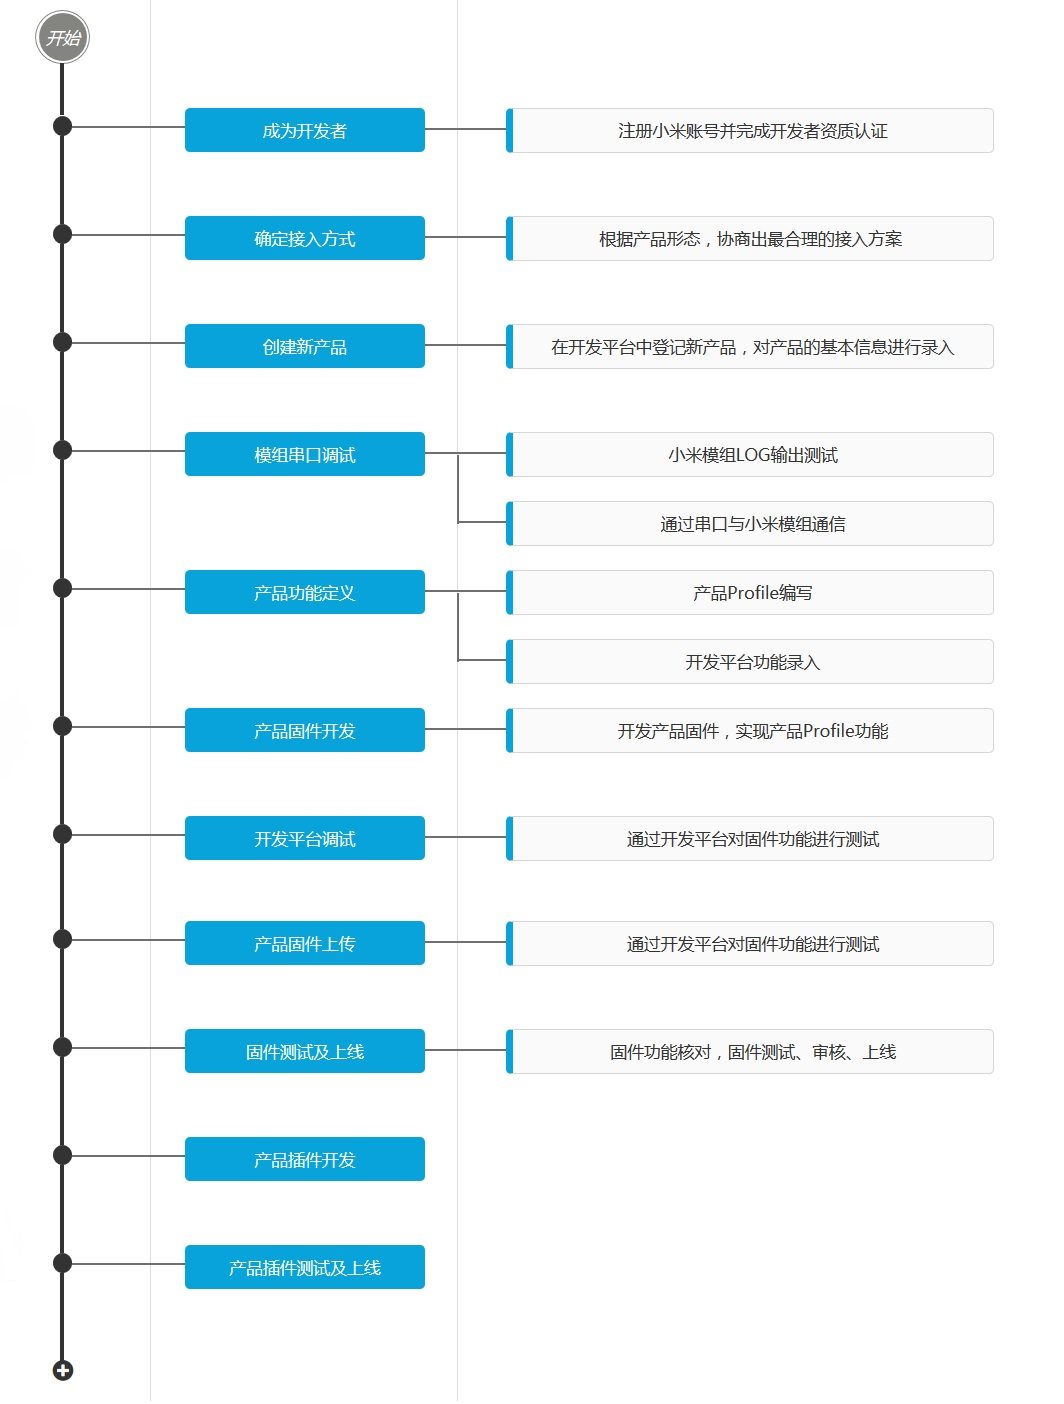 开始
成为开发者
注册小米账号并完成开发者资质认证
确定接入方式
根据产品形态，协商出最合理的接入方案
创建新产品
在开发平台中登记新产品，对产品的基本信息进行录入
模组串口调试
小米模组LOG输出测试
通过串口与小米模组通信
产品功能定义
产品Profile编写
开发平台功能录入
产品固件开发
开发产品固件，实现产品Profile功能
开发平台调试
通过开发平台对固件功能进行测试
产品固件上传
通过开发平台对固件功能进行测试
固件测试及上线
固件功能核对，固件测试、审核、上线
产品插件开发
产品插件测试及上线